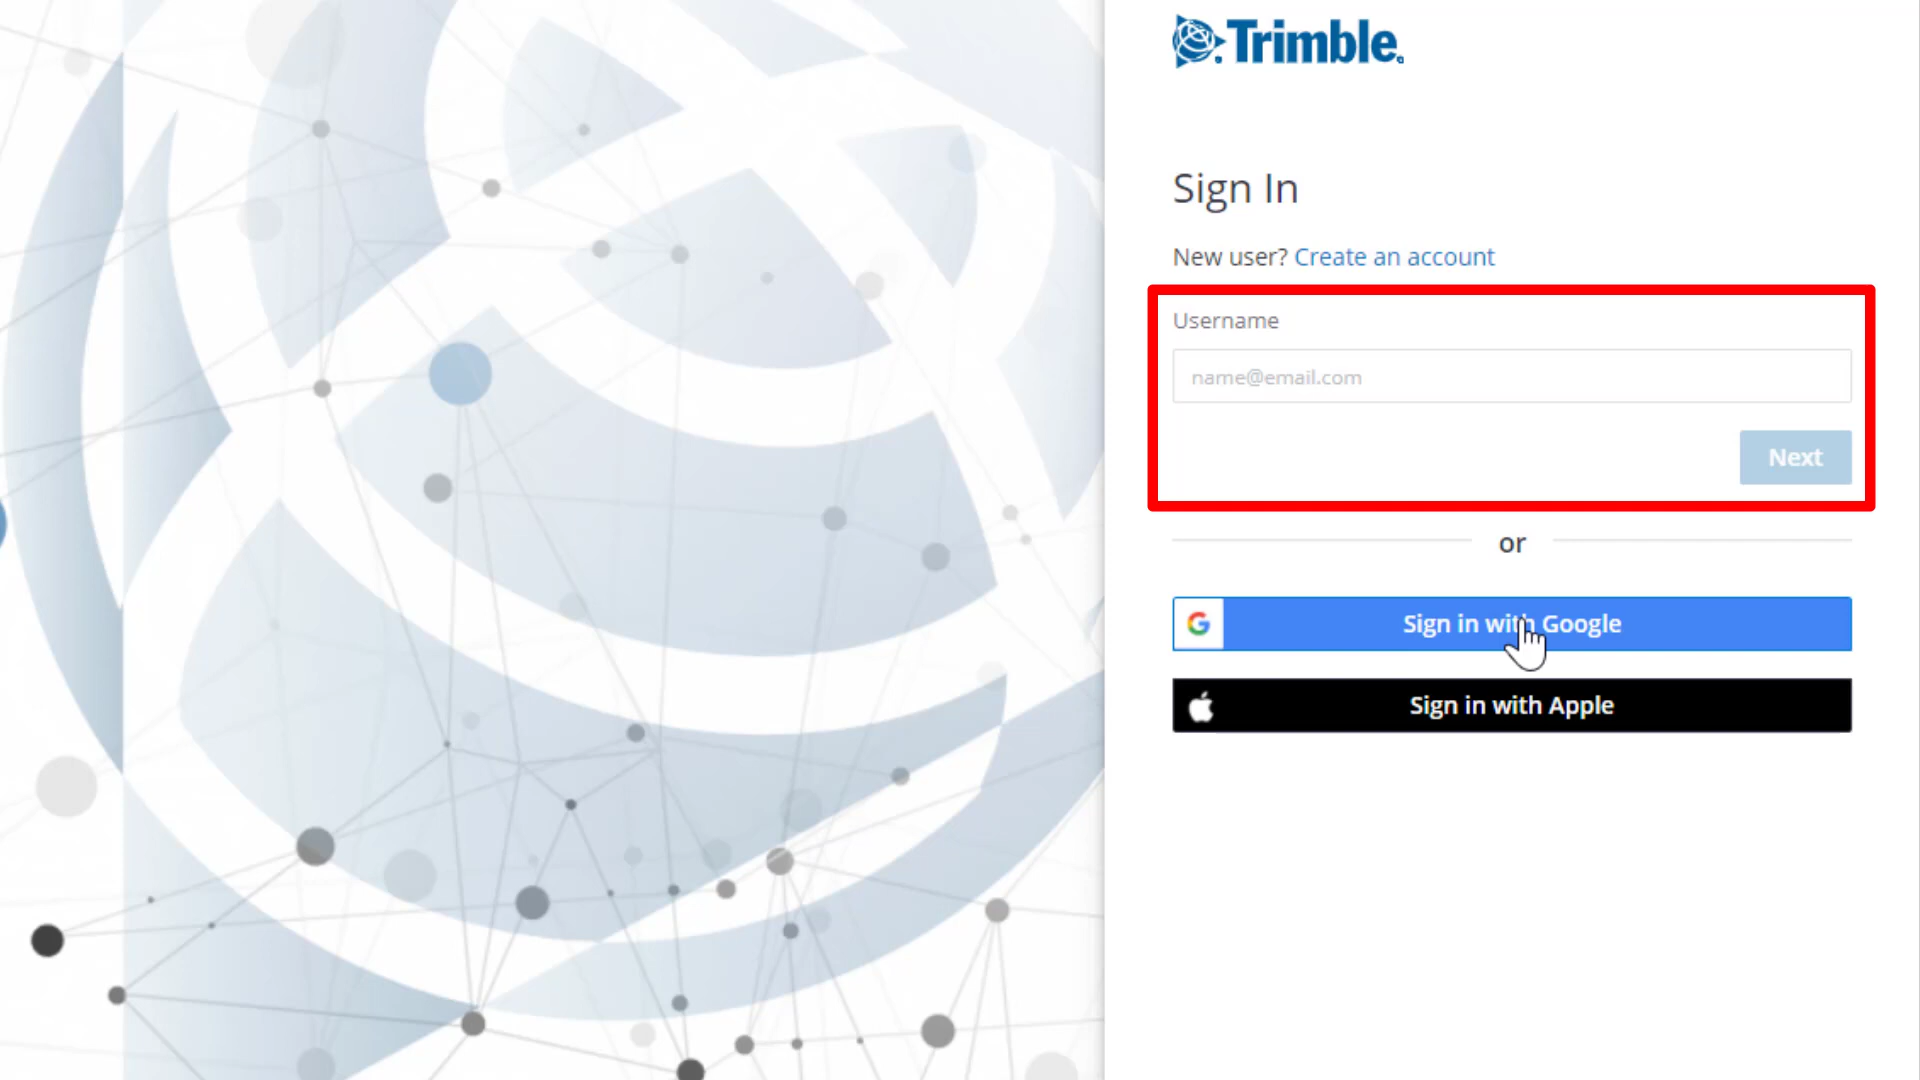 Trimble
Sign In
New user? Create an account
Username
name@email.com
Next
or
Sign in with Google
Sign in with Apple